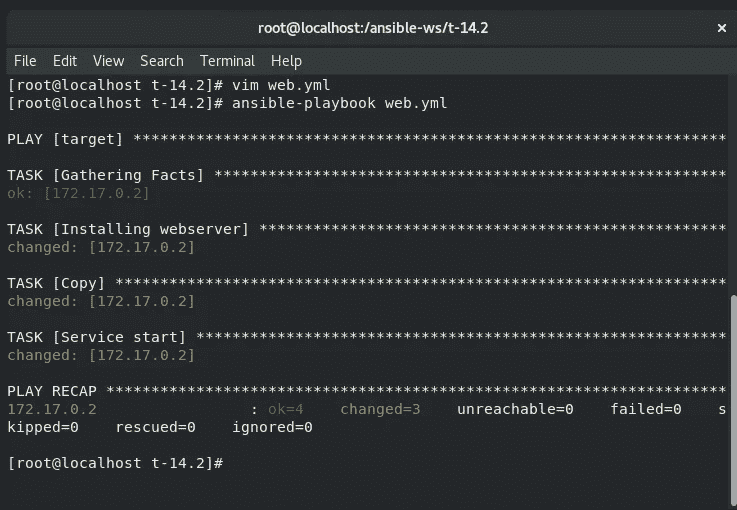 root@localhost:/ansible-ws/t-14.2 ×
File Edit View Search Terminal Help
[root@localhost t-14.2]# vim web.yml
[root@localhost t-14.2]# ansible-playbook web.yml
PLAY [target] ******************************************************************
TASK [Gathering Facts] *********************************************************
ok: [172.17.0.2]
TASK [Installing webserver] ****************************************************
changed: [172.17.0.2]
TASK [Copy] ********************************************************************
changed: [172.17.0.2]
TASK [Service start] ***********************************************************
changed: [172.17.0.2]
PLAY RECAP *********************************************************************
172.17.0.2                 : ok=4    changed=3    unreachable=0    failed=0    s
kipped=0    rescued=0    ignored=0
[root@localhost t-14.2]#